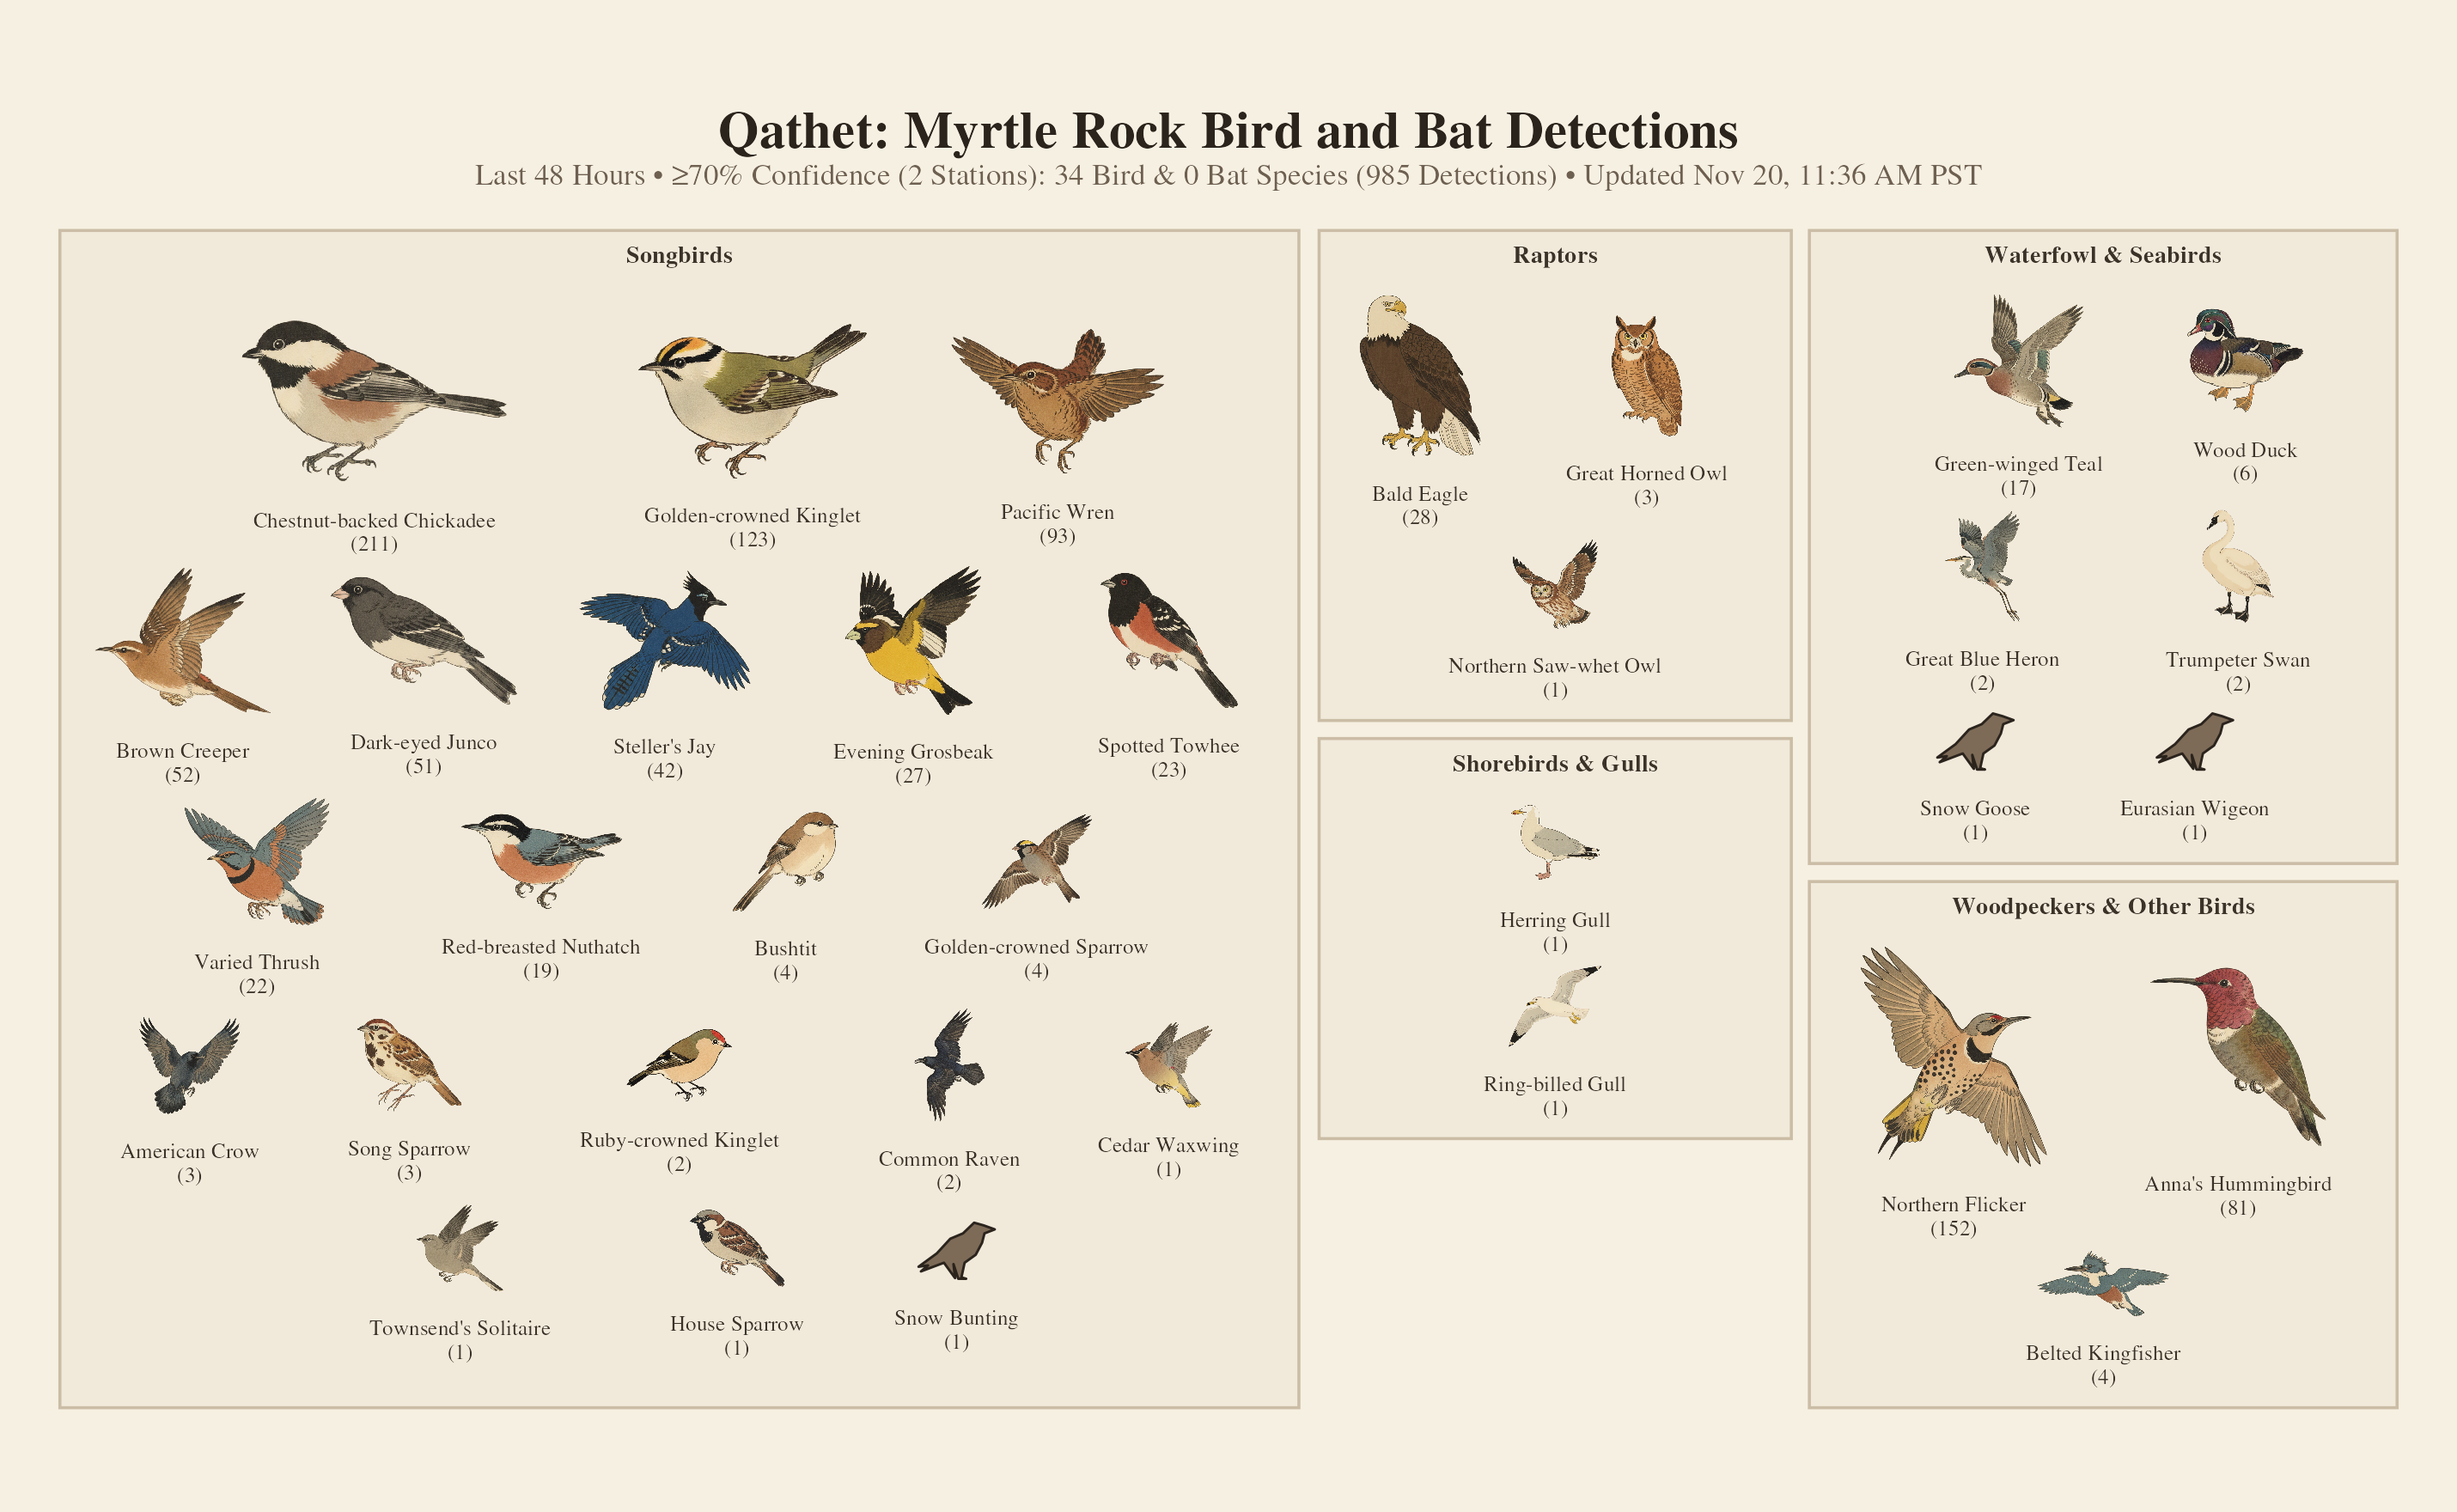 Qathet: Myrtle Rock Bird and Bat Detections
Last 48 Hours • ≥70% Confidence (2 Stations): 34 Bird & 0 Bat Species (985 Detections) • Updated Nov 20, 11:36 AM PST
Songbirds
Chestnut-backed Chickadee
(211)
Golden-crowned Kinglet
(123)
Pacific Wren
(93)
Brown Creeper
(52)
Dark-eyed Junco
(51)
Steller's Jay
(42)
Evening Grosbeak
(27)
Spotted Towhee
(23)
Varied Thrush
(22)
Red-breasted Nuthatch
(19)
Bushtit
(4)
Golden-crowned Sparrow
(4)
American Crow
(3)
Song Sparrow
(3)
Ruby-crowned Kinglet
(2)
Common Raven
(2)
Cedar Waxwing
(1)
Townsend's Solitaire
(1)
House Sparrow
(1)
Snow Bunting
(1)
Raptors
Bald Eagle
(28)
Great Horned Owl
(3)
Northern Saw-whet Owl
(1)
Shorebirds & Gulls
Herring Gull
(1)
Ring-billed Gull
(1)
Waterfowl & Seabirds
Green-winged Teal
(17)
Wood Duck
(6)
Great Blue Heron
(2)
Trumpeter Swan
(2)
Snow Goose
(1)
Eurasian Wigeon
(1)
Woodpeckers & Other Birds
Northern Flicker
(152)
Anna's Hummingbird
(81)
Belted Kingfisher
(4)